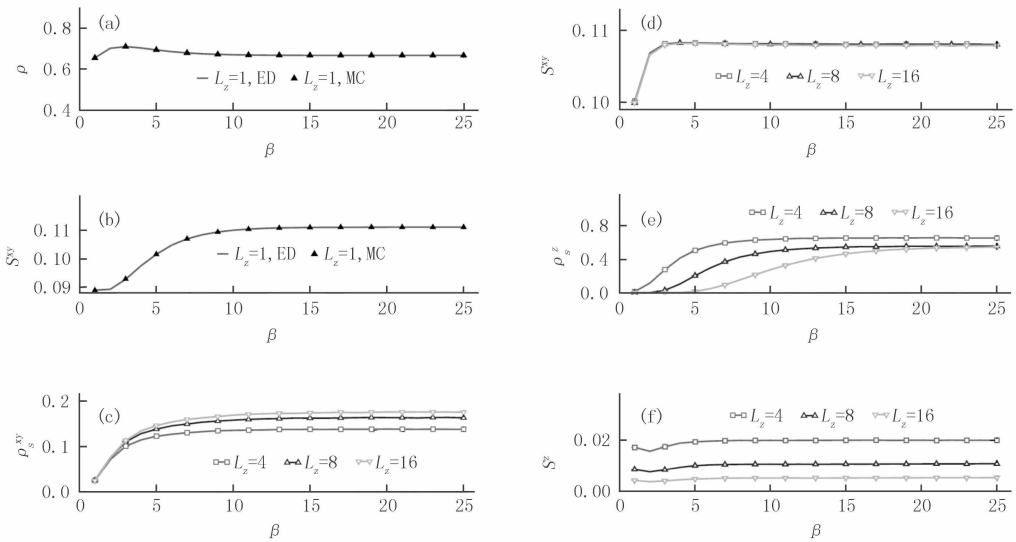 (a)
0.8
0.6
0.4
ρ
— L_z=1, ED ▲ L_z=1, MC
0 5 10 15 20 25
β
(b)
0.11
0.10
0.09
S^{xy}
— L_z=1, ED ▲ L_z=1, MC
0 5 10 15 20 25
β
(c)
0.2
0.1
0.0
ρ_s^{xy}
L_z=4 L_z=8 L_z=16
0 5 10 15 20 25
β
(d)
0.11
0.10
S^{xy}
L_z=4 L_z=8 L_z=16
0 5 10 15 20 25
β
(e)
0.8
0.4
0.0
ρ_s^z
L_z=4 L_z=8 L_z=16
0 5 10 15 20 25
β
(f)
0.02
0.00
S^z
L_z=4 L_z=8 L_z=16
0 5 10 15 20 25
β